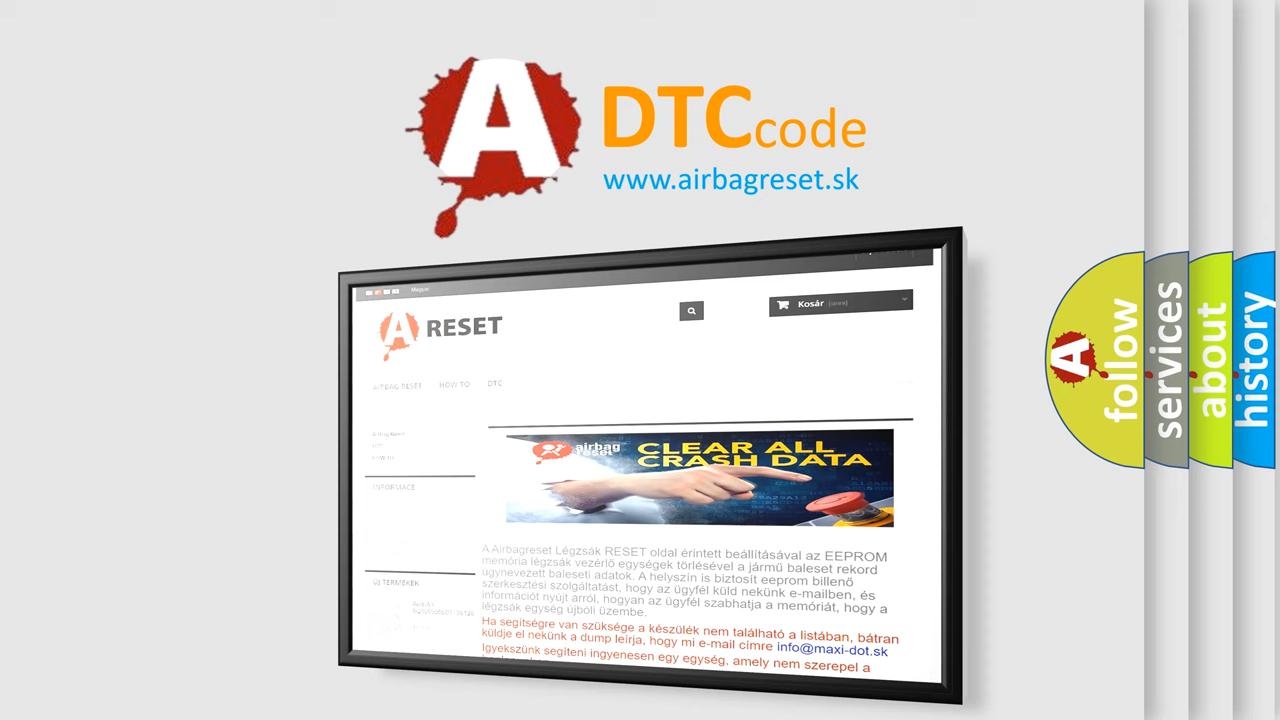 A
DTCcode
www.airbagreset.sk
Magyar
A RESET
Kosár
AIRBAG RESET HOW TO DTC
INFORMACE
airbag
reset
CLEAR ALL
CRASH DATA
A Airbagreset Légzsák RESET oldal érintett beállításával az EEPROM
memória légzsák vezérlő egységek törlésével a jármű baleset rekord
úgynevezett baleseti adatok. A helyszín is biztosít eeprom billenő
szerkesztési szolgáltatást, hogy az ügyfél küld nekünk e-mailben, és
információt nyújt arról, hogyan az ügyfél szabhatja a memóriát, hogy a
légzsák egység újbóli üzembe.
Ha segítségre van szüksége a készülék nem található a listában, bátran
küldje el nekünk a dump leírja, hogy mi e-mail címre info@maxi-dot.sk
Igyekszünk segíteni ingyenesen egy egység, amely nem szerepel a
ÚJ TERMÉKEK
A
follow
services
about
history